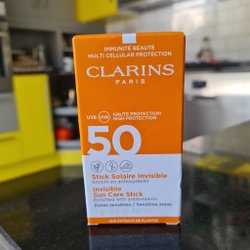 IMMUNITÉ BEAUTÉ
MULTI CELLULAR PROTECTION
CLARINS
PARIS
UVB UVA
HAUTE PROTECTION
HIGH PROTECTION
50
Stick Solaire Invisible
Enrichi en antioxydants
Invisible
Sun Care Stick
Enriched with antioxidants
Zones sensibles / Sensitive areas